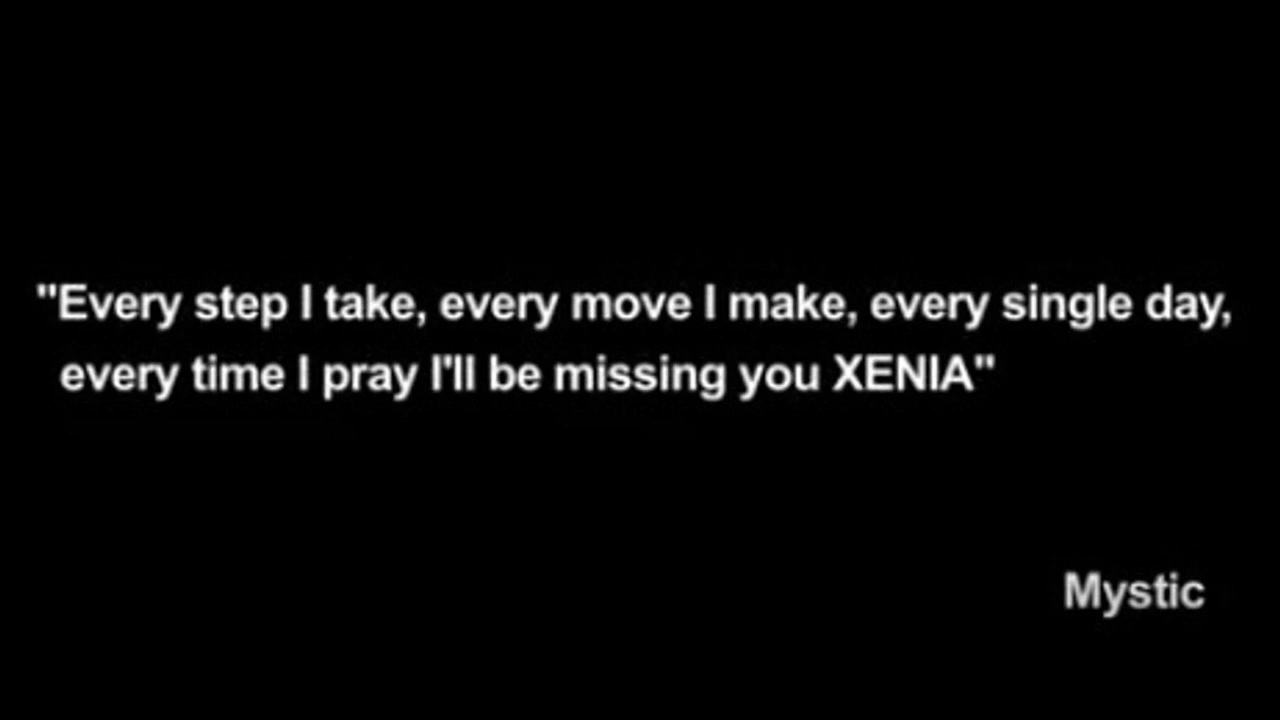 "Every step I take, every move I make, every single day,
every time I pray I'll be missing you XENIA"
Mystic